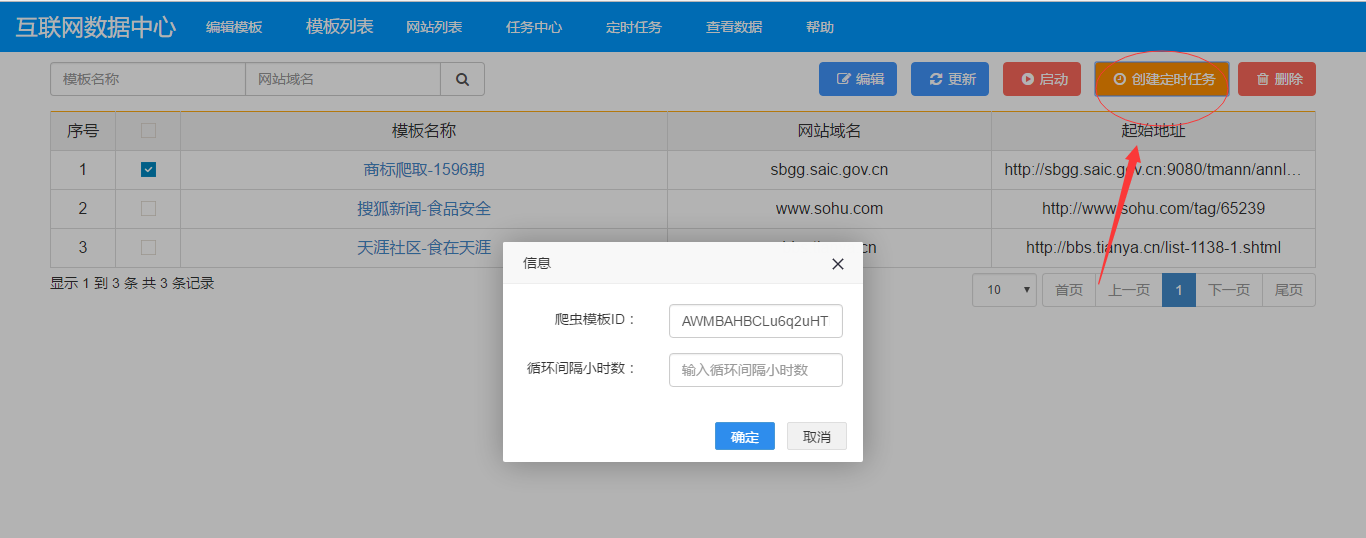 互联网数据中心 编辑模板 模板列表 网站列表 任务中心 定时任务 查看数据 帮助
模板名称 网站域名 编辑 更新 启动 创建定时任务 删除
序号 模板名称 网站域名 起始地址
1 商标爬取-1596期 sbgg.saic.gov.cn http://sbgg.saic.gov.cn:9080/tmann/annl...
2 搜狐新闻-食品安全 www.sohu.com http://www.sohu.com/tag/65239
3 天涯社区-食在天涯 http://bbs.tianya.cn/list-1138-1.shtml
显示 1 到 3 条 共 3 条记录 10 首页 上一页 1 下一页 尾页
信息
爬虫模板ID： AWMBAHBCLu6q2uHT
循环间隔小时数： 输入循环间隔小时数
确定 取消